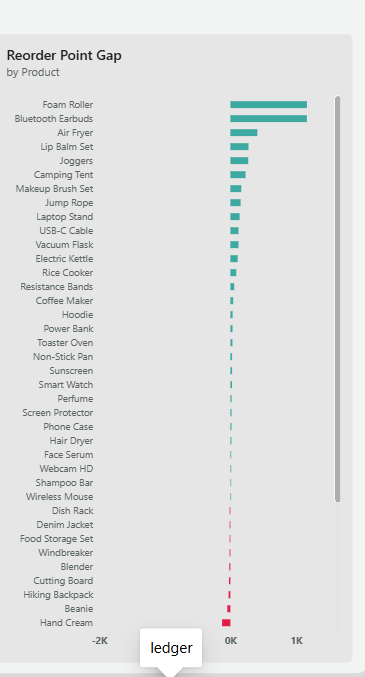 Reorder Point Gap
by Product
Foam Roller
Bluetooth Earbuds
Air Fryer
Lip Balm Set
Joggers
Camping Tent
Makeup Brush Set
Jump Rope
Laptop Stand
USB-C Cable
Vacuum Flask
Electric Kettle
Rice Cooker
Resistance Bands
Coffee Maker
Hoodie
Power Bank
Toaster Oven
Non-Stick Pan
Sunscreen
Smart Watch
Perfume
Screen Protector
Phone Case
Hair Dryer
Face Serum
Webcam HD
Shampoo Bar
Wireless Mouse
Dish Rack
Denim Jacket
Food Storage Set
Windbreaker
Blender
Cutting Board
Hiking Backpack
Beanie
Hand Cream
-2K 0K 1K
ledger